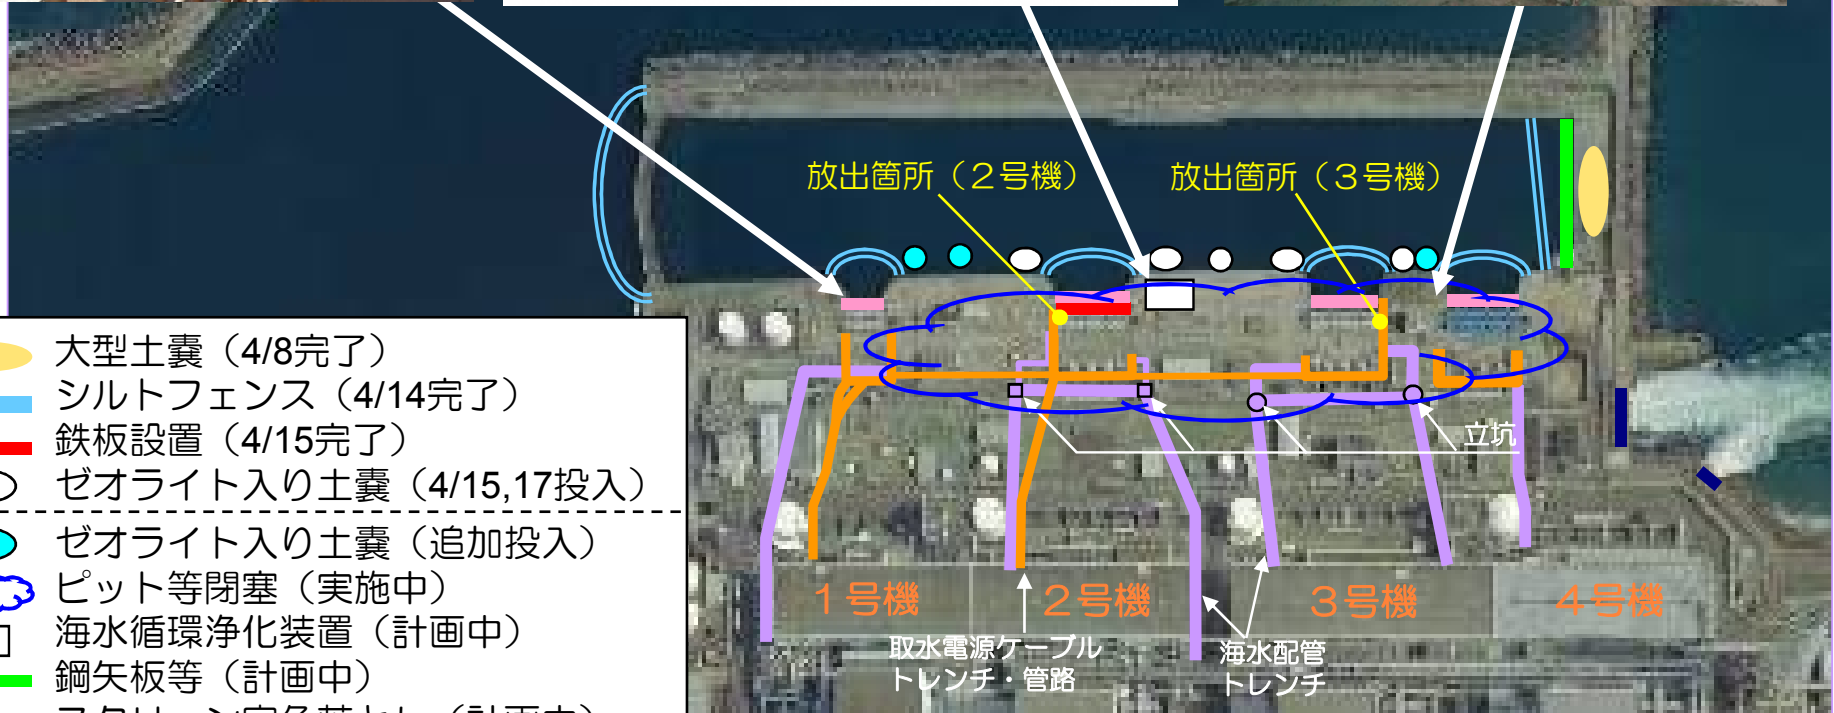 放出箇所（２号機）
放出箇所（３号機）
大型土嚢（4/8完了）
シルトフェンス（4/14完了）
鉄板設置（4/15完了）
ゼオライト入り土嚢（4/15,17投入）
ゼオライト入り土嚢（追加投入）
ピット等閉塞（実施中）
海水循環浄化装置（計画中）
鋼矢板等（計画中）
立坑
１号機
２号機
３号機
４号機
取水電源ケーブル
トレンチ・管路
海水配管
トレンチ